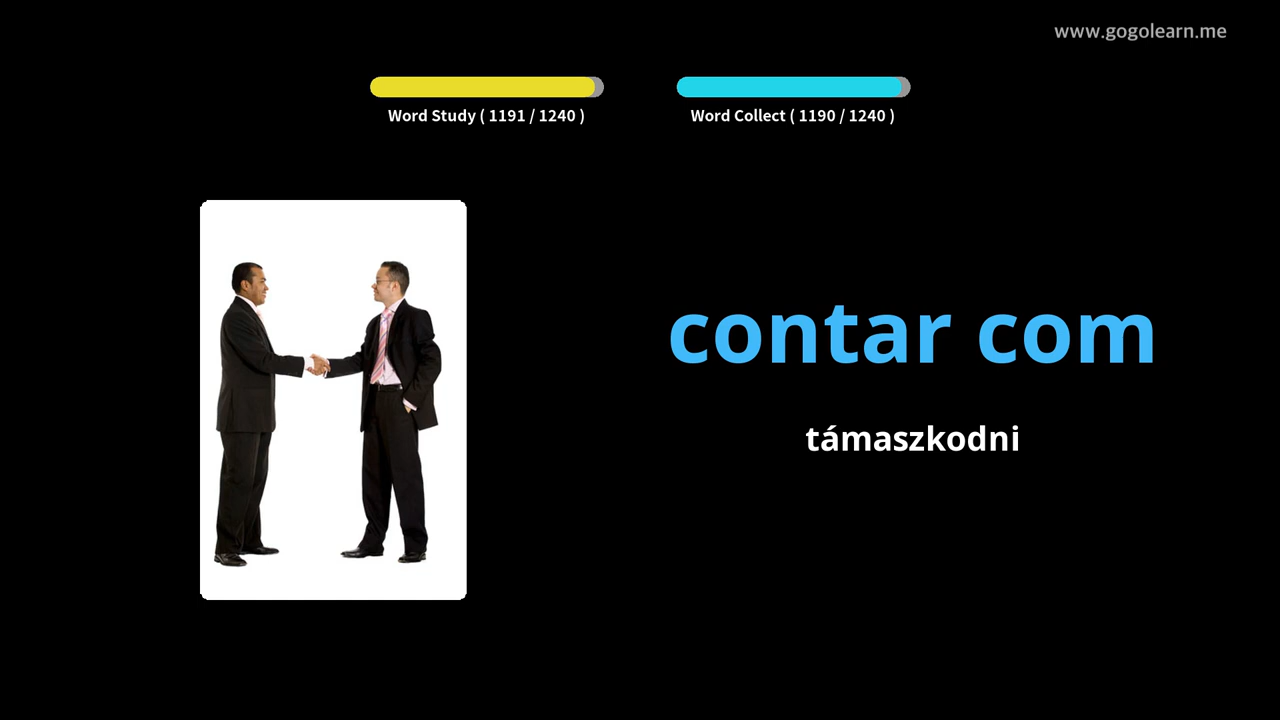 www.gogolearn.me
Word Study ( 1191 / 1240 )
Word Collect ( 1190 / 1240 )
contar com
támaszkodni